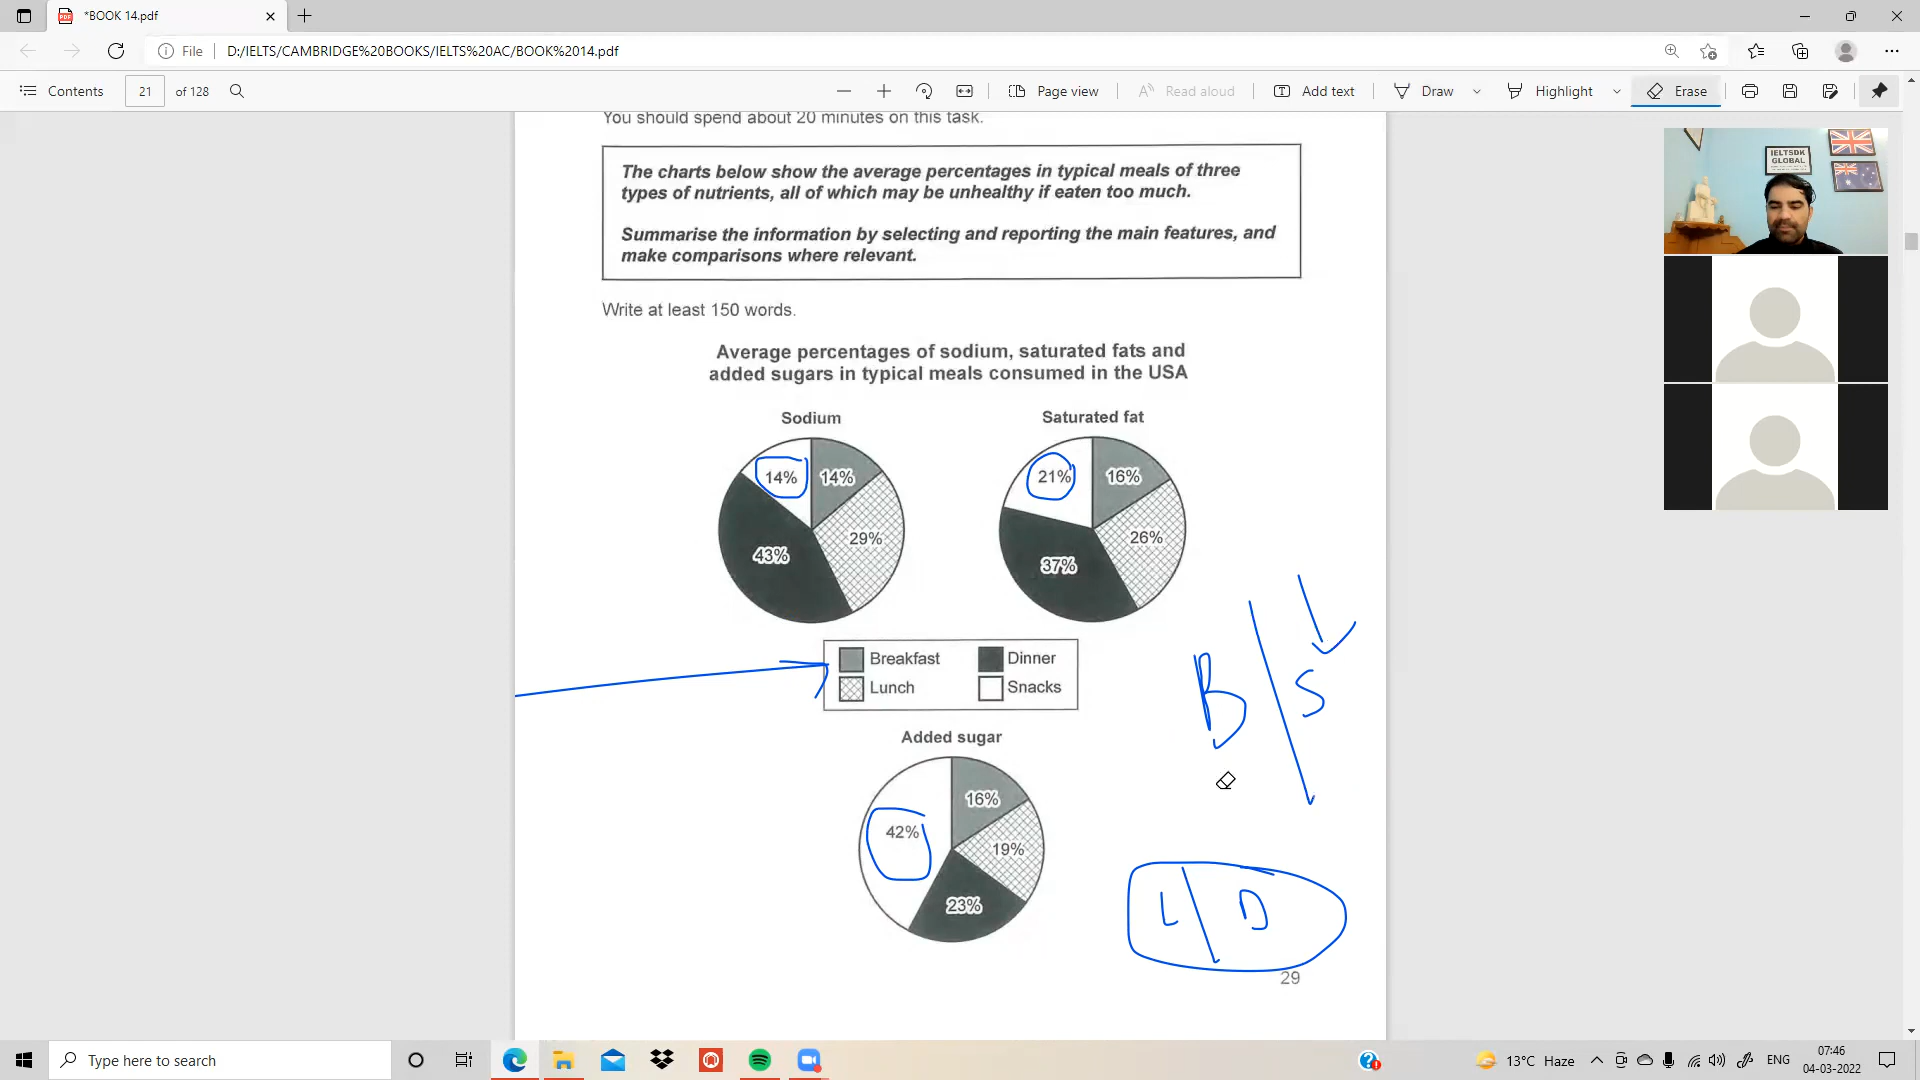 *BOOK 14.pdf
File
D:/IELTS/CAMBRIDGE%20BOOKS/IELTS%20AC/BOOK%2014.pdf
Contents
21
of 128
Page view
Read aloud
Add text
Draw
Highlight
Erase
You should spend about 20 minutes on this task.
The charts below show the average percentages in typical meals of three
types of nutrients, all of which may be unhealthy if eaten too much.
Summarise the information by selecting and reporting the main features, and
make comparisons where relevant.
Write at least 150 words.
Average percentages of sodium, saturated fats and
added sugars in typical meals consumed in the USA
Sodium
14%
14%
29%
43%
Saturated fat
21%
16%
26%
37%
Breakfast
Dinner
Lunch
Snacks
Added sugar
16%
42%
19%
23%
B
S
L
D
29
IELTSDK
GLOBAL
Type here to search
13°C Haze
ENG
07:46
04-03-2022